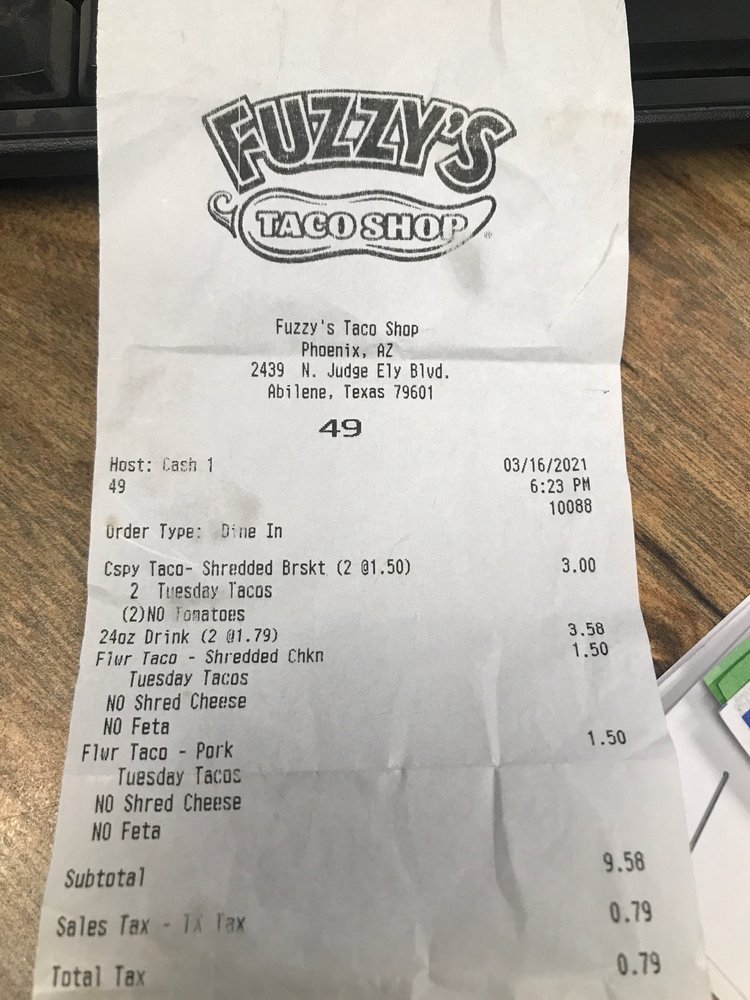 FUZZY'S
TACO SHOP
Fuzzy's Taco Shop
Phoenix, AZ
2439 N. Judge Ely Blvd.
Abilene, Texas 79601
49
Host: Cash 1 03/16/2021
49 6:23 PM
10088
Order Type: Dine In
Cspy Taco- Shredded Brskt (2 @1.50) 3.00
2 Tuesday Tacos
(2)NO Tomatoes
24oz Drink (2 @1.79) 3.58
Flwr Taco - Shredded Chkn 1.50
Tuesday Tacos
NO Shred Cheese
NO Feta
Flwr Taco - Pork 1.50
Tuesday Tacos
NO Shred Cheese
NO Feta
Subtotal 9.58
Sales Tax - TX Tax 0.79
Total Tax 0.79